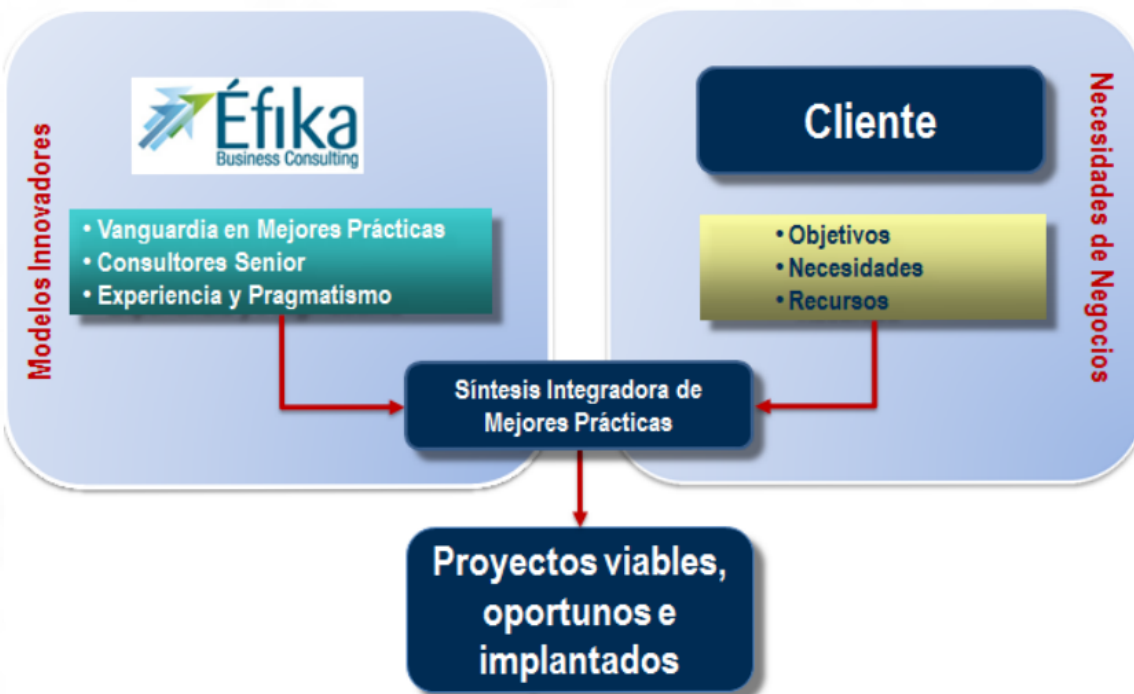 Modelos Innovadores
Éfika
Business Consulting
• Vanguardia en Mejores Prácticas
• Consultores Senior
• Experiencia y Pragmatismo
Cliente
• Objetivos
• Necesidades
• Recursos
Necesidades de Negocios
Síntesis Integradora de
Mejores Prácticas
Proyectos viables,
oportunos e
implantados